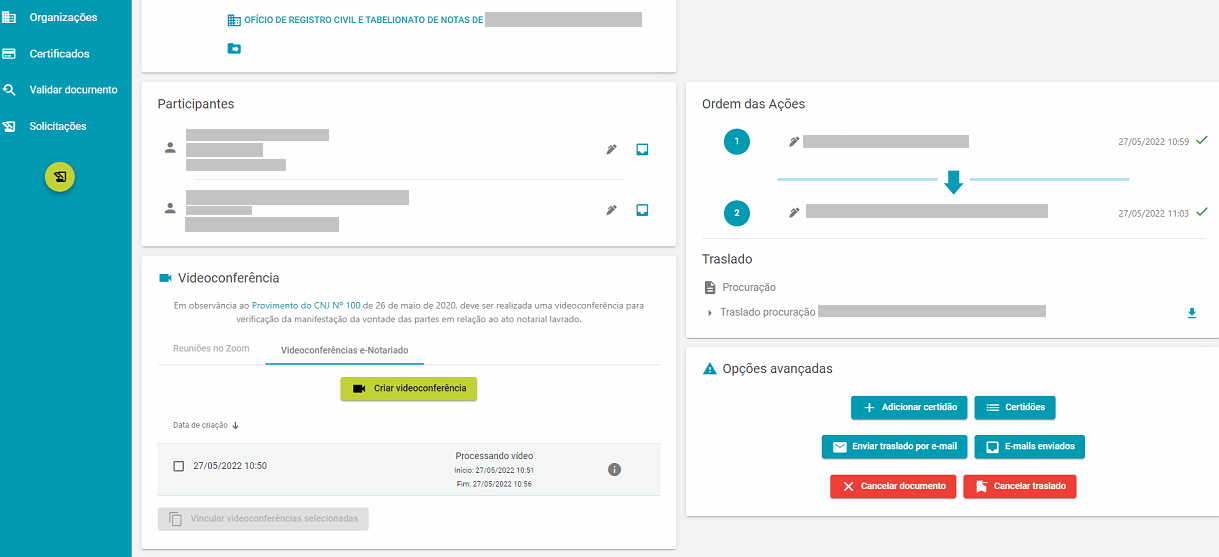 Organizações
Certificados
Validar documento
Solicitações
OFÍCIO DE REGISTRO CIVIL E TABELIONATO DE NOTAS DE
Participantes
Videoconferência
Em observância ao Provimento do CNJ Nº 100 de 26 de maio de 2020, deve ser realizada uma videoconferência para
verificação da manifestação da vontade das partes em relação ao ato notarial lavrado.
Reuniões no Zoom
Videoconferências e-Notariado
Criar videoconferência
Data de criação
27/05/2022 10:50
Processando vídeo
Início: 27/05/2022 10:51
Fim: 27/05/2022 10:56
Vincular videoconferências selecionadas
Ordem das Ações
1
27/05/2022 10:59
2
27/05/2022 11:03
Traslado
Procuração
Traslado procuração
Opções avançadas
Adicionar certidão
Certidões
Enviar traslado por e-mail
E-mails enviados
Cancelar documento
Cancelar traslado